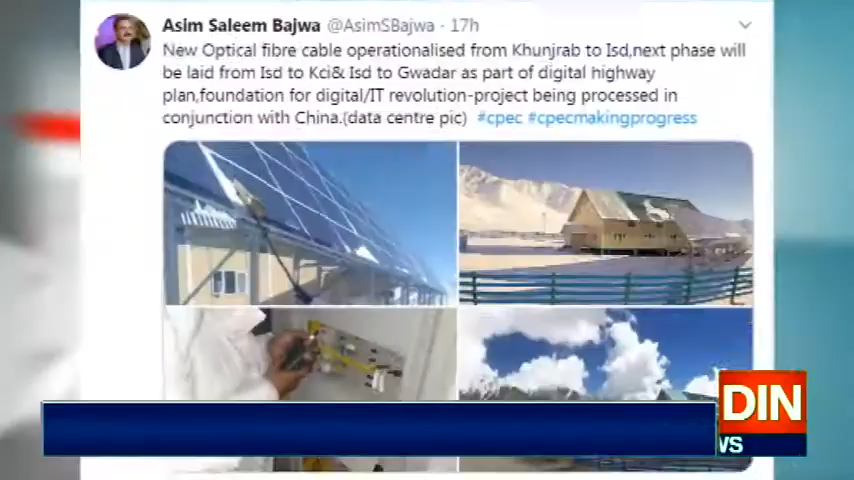 Asim Saleem Bajwa @AsimSBajwa · 17h
New Optical fibre cable operationalised from Khunjrab to Isd,next phase will
be laid from Isd to Kci& Isd to Gwadar as part of digital highway
plan,foundation for digital/IT revolution-project being processed in
conjunction with China.(data centre pic) #cpec #cpecmakingprogress
DIN
WS